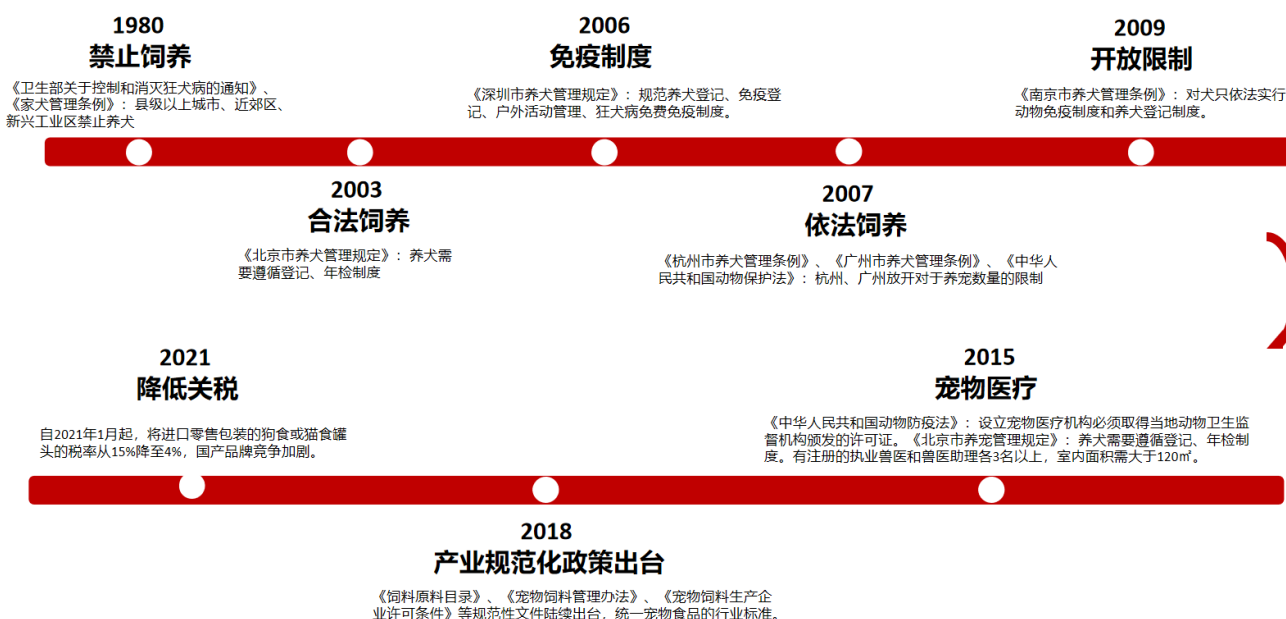 1980
禁止饲养
《卫生部关于控制和消灭狂犬病的通知》、
《家犬管理条例》：县级以上城市、近郊区、
新兴工业区禁止养犬
2003
合法饲养
《北京市养犬管理规定》：养犬需
要遵循登记、年检制度
2006
免疫制度
《深圳市养犬管理规定》：规范养犬登记、免疫登
记、户外活动管理、狂犬病免费免疫制度。
2007
依法饲养
《杭州市养犬管理条例》、《广州市养犬管理条例》、《中华人
民共和国动物保护法》：杭州、广州放开对于养宠数量的限制
2009
开放限制
《南京市养犬管理条例》：对犬只依法实行
动物免疫制度和养犬登记制度。
2015
宠物医疗
《中华人民共和国动物防疫法》：设立宠物医疗机构必须取得当地动物卫生监
督机构颁发的许可证。《北京市养宠管理规定》：养犬需要遵循登记、年检制
度。有注册的执业兽医和兽医助理各3名以上，室内面积需大于120㎡。
2018
产业规范化政策出台
《饲料原料目录》、《宠物饲料管理办法》、《宠物饲料生产企
业许可条件》等规范性文件陆续出台，统一宠物食品的行业标准。
2021
降低关税
自2021年1月起，将进口零售包装的狗食或猫食罐
头的税率从15%降至4%，国产品牌竞争加剧。